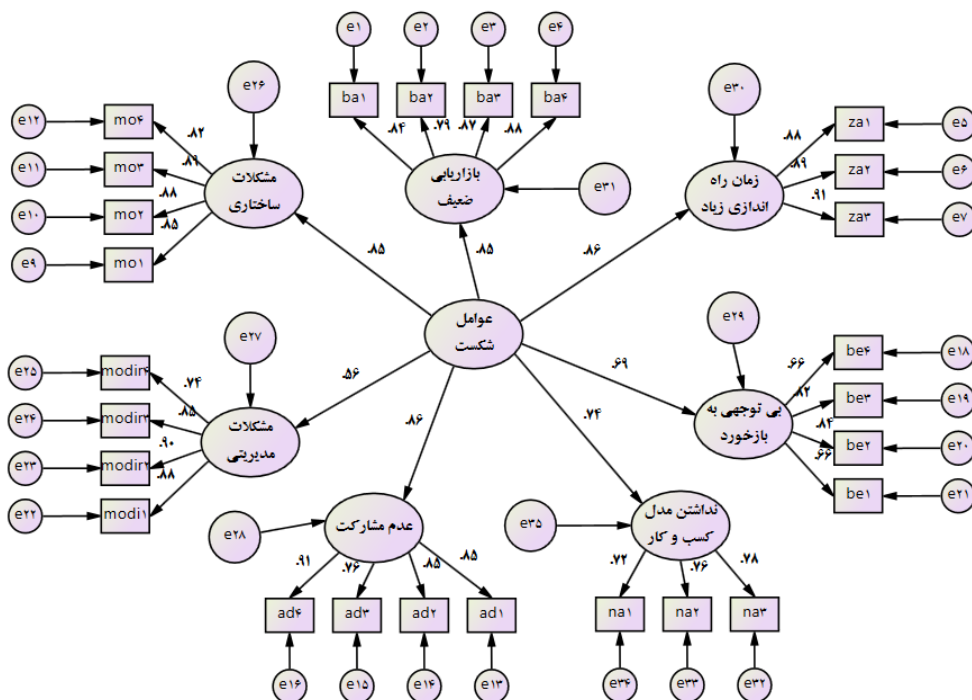 e۱ e۲ e۳ e۴
e۲۶ e۳۰
ba۱ ba۲ ba۳ ba۴
e۱۲ mo۴ za۱ e۵
.۸۲ .۸۴ .۷۹ .۸۷ .۸۸ .۸۸
e۱۱ mo۳ .۸۹ .۸۹ za۲ e۶
مشکلات
ساختاری
بازاریابی
ضعیف
e۳۱
زمان راه
اندازی زیاد
e۱۰ mo۲ .۸۸ .۹۱ za۳ e۷
.۸۵
e۹ mo۱
.۸۵ .۸۵ .۸۶
عوامل
شکست
e۲۷ e۲۹
e۲۵ modir۴ .۷۴ .۵۶ .۶۹ .۶۶ be۴ e۱۸
e۲۴ modir۳ .۸۵ .۸۲ be۳ e۱۹
.۸۶ .۷۴
مشکلات
مدیریتی
بی توجهی به
بازخورد
e۲۳ modir۲ .۹۰ .۸۴ be۲ e۲۰
.۸۸ .۶۶
e۲۲ modi۱ be۱ e۲۱
e۲۸
عدم مشارکت
e۳۵
نداشتن مدل
کسب و کار
.۹۱ .۷۶ .۸۵ .۸۵ .۷۲ .۷۶ .۷۸
ad۴ ad۳ ad۲ ad۱ na۱ na۲ na۳
e۱۶ e۱۵ e۱۴ e۱۳ e۳۴ e۳۳ e۳۲